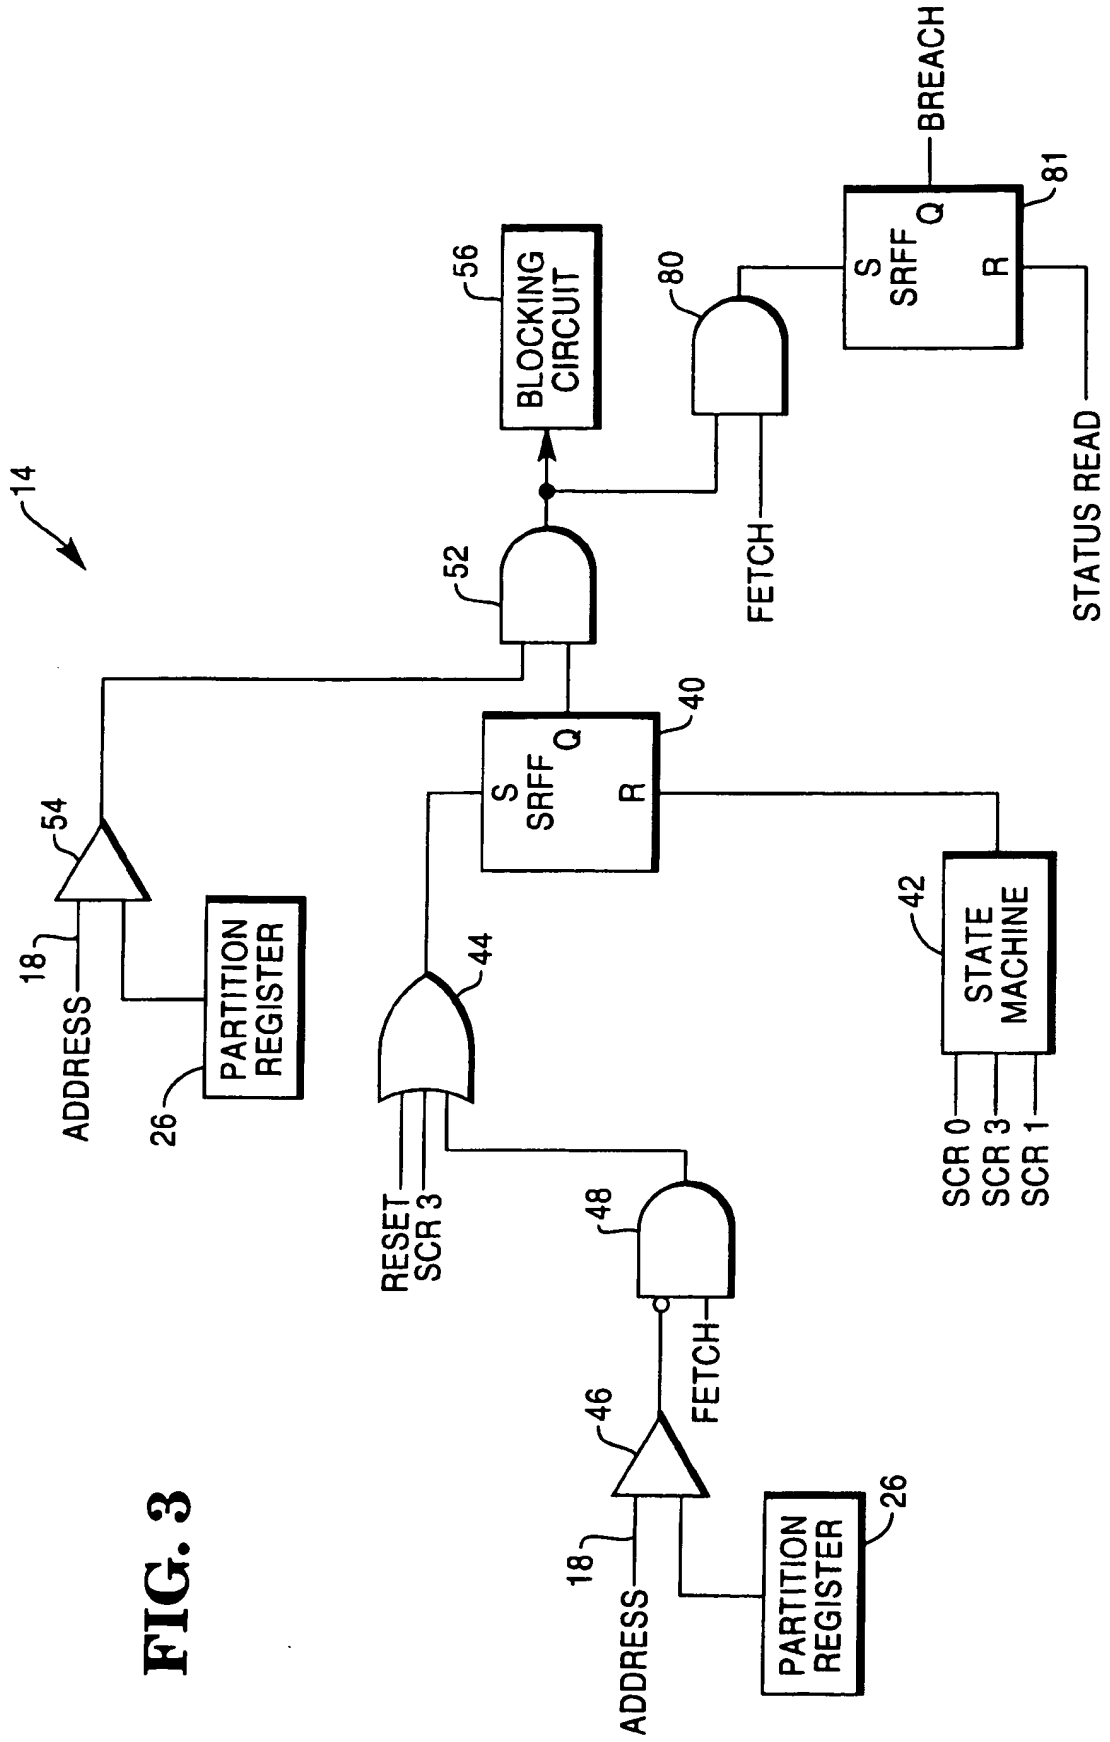 FIG. 3
14
18
ADDRESS
54
26
PARTITION
REGISTER
52
56
BLOCKING
CIRCUIT
RESET
SCR 3
44
S
SRFF
Q
R
40
80
FETCH
18
ADDRESS
46
48
FETCH
PARTITION
REGISTER
26
S
SRFF
Q
R
BREACH
81
42
STATE
MACHINE
SCR 0
SCR 3
SCR 1
STATUS READ